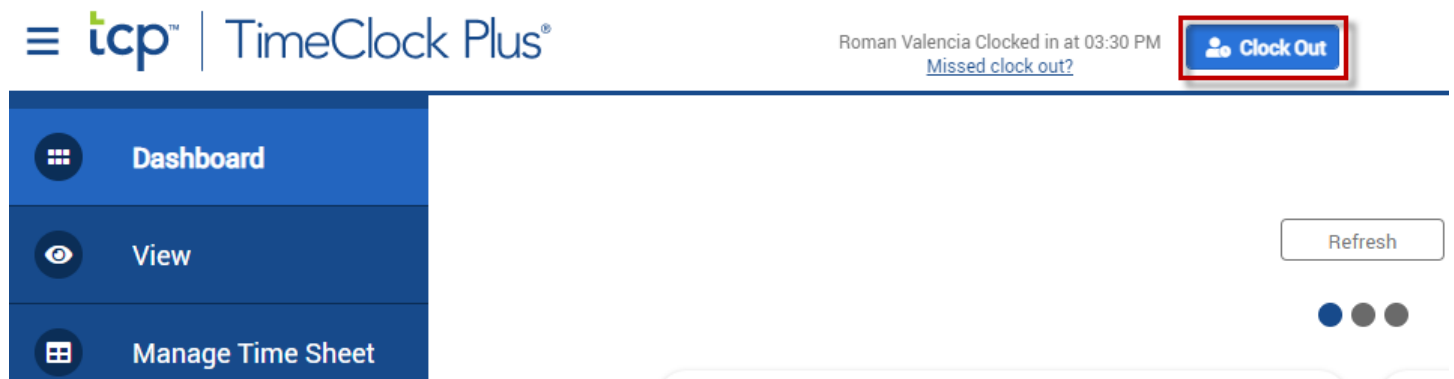 tcp™ | TimeClock Plus®
Roman Valencia Clocked in at 03:30 PM
Missed clock out?
Clock Out
Dashboard
View
Refresh
Manage Time Sheet